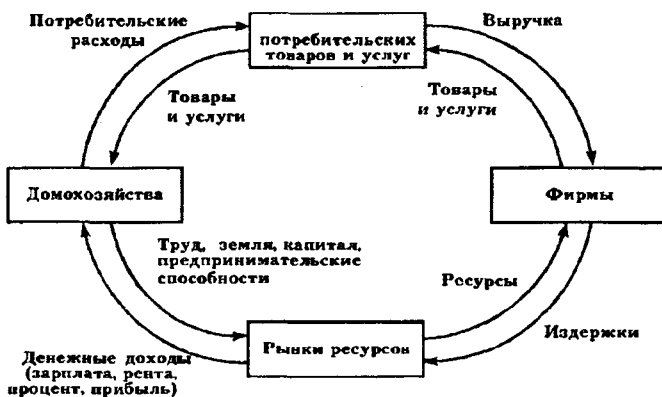 Потребительские
расходы
потребительских
товаров и услуг
Выручка
Товары
и услуги
Товары
и услуги
Домохозяйства
Фирмы
Труд, земля, капитал,
предпринимательские
способности
Ресурсы
Рынки ресурсов
Издержки
Денежные доходы
(зарплата, рента,
процент, прибыль)